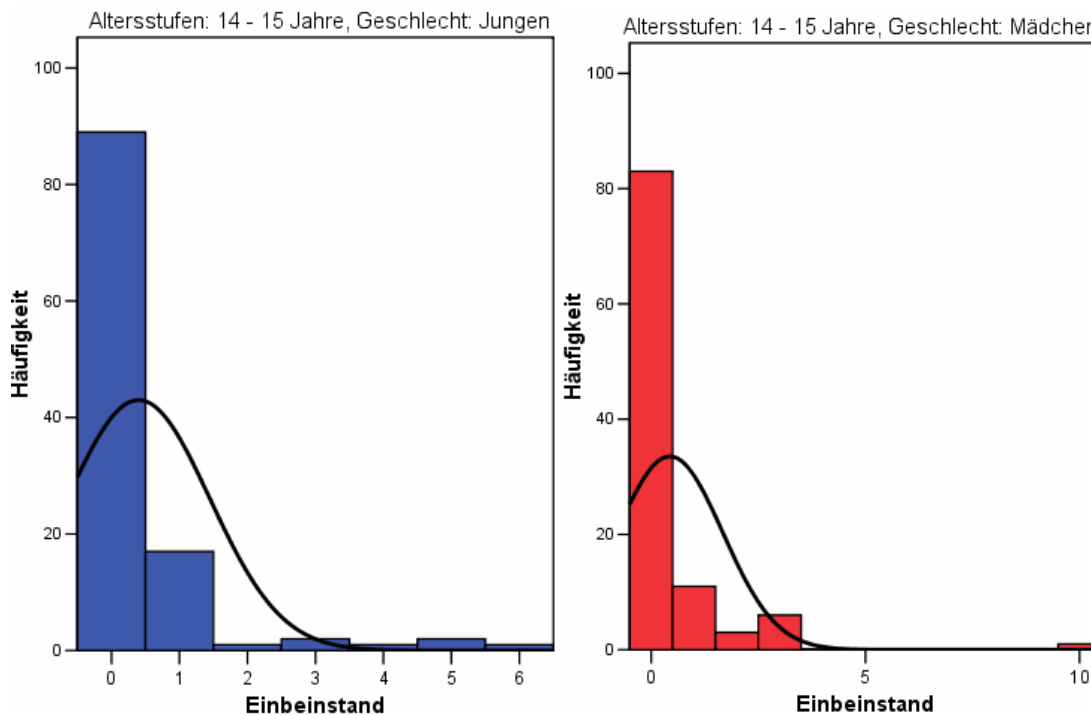 Altersstufen: 14 - 15 Jahre, Geschlecht: Jungen
100
80
60
40
20
0
Häufigkeit
0 1 2 3 4 5 6
Einbeinstand
Altersstufen: 14 - 15 Jahre, Geschlecht: Mädchen
100
80
60
40
20
0
Häufigkeit
0 5 10
Einbeinstand